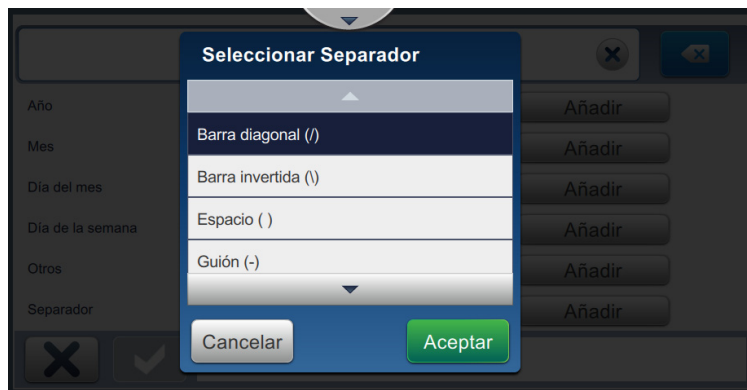 Seleccionar Separador
Año
Añadir
Barra diagonal (/)
Mes
Añadir
Barra invertida (\)
Día del mes
Añadir
Espacio ( )
Día de la semana
Añadir
Guión (-)
Otros
Añadir
Separador
Añadir
Cancelar
Aceptar